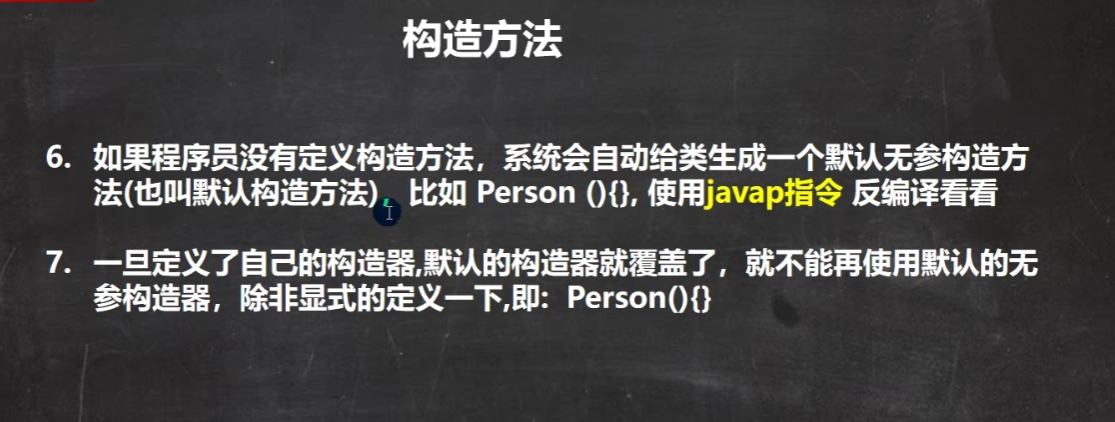 构造方法
6. 如果程序员没有定义构造方法，系统会自动给类生成一个默认无参构造方
法(也叫默认构造方法)，比如 Person (){}, 使用javap指令 反编译看看
7. 一旦定义了自己的构造器,默认的构造器就覆盖了，就不能再使用默认的无
参构造器，除非显式的定义一下,即: Person(){}